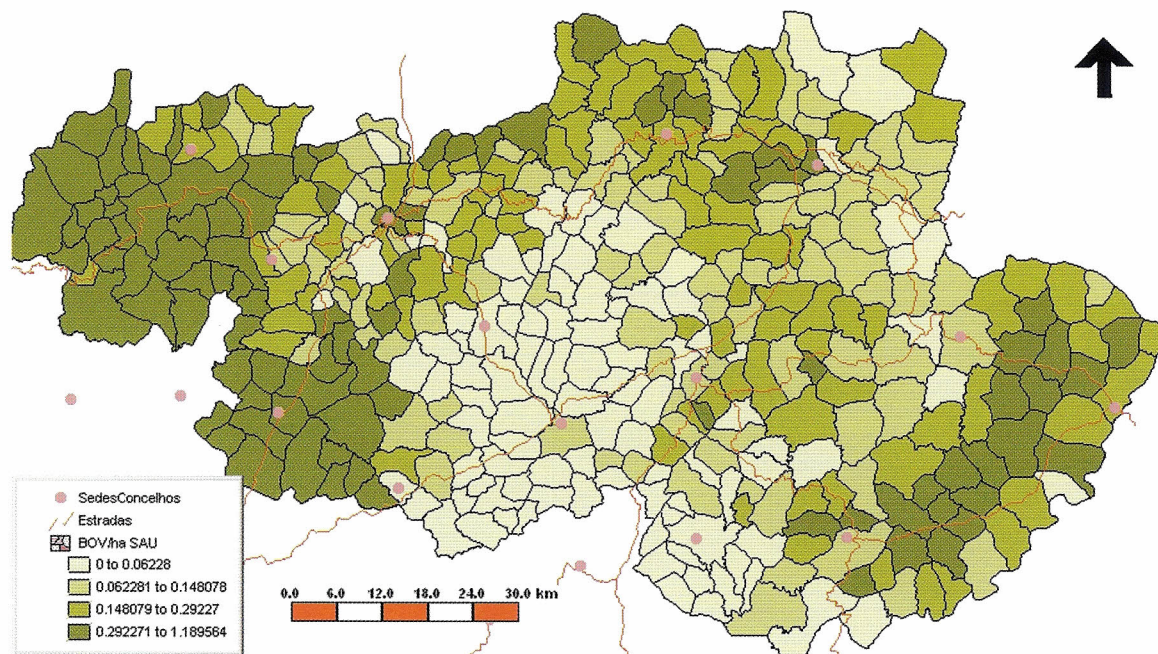 SedesConcelhos
Estradas
BOV/ha SAU
0 to 0.06228
0.062281 to 0.148078
0.148079 to 0.29227
0.292271 to 1.189564
0.0 6.0 12.0 18.0 24.0 30.0 km